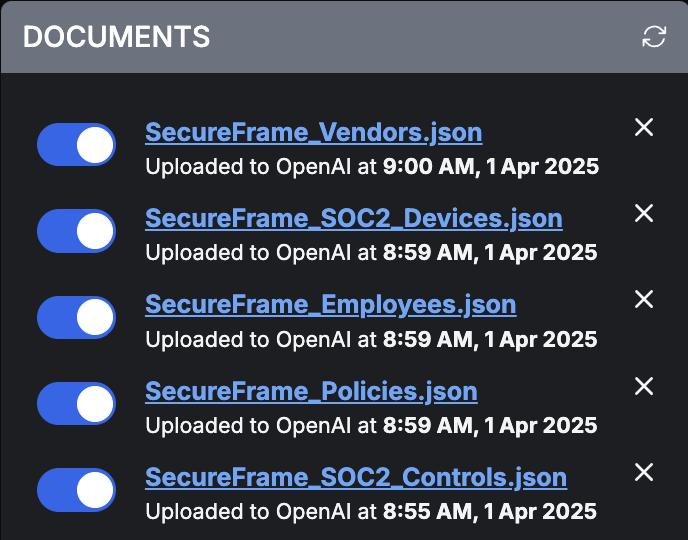 DOCUMENTS
SecureFrame_Vendors.json
Uploaded to OpenAI at 9:00 AM, 1 Apr 2025
SecureFrame_SOC2_Devices.json
Uploaded to OpenAI at 8:59 AM, 1 Apr 2025
SecureFrame_Employees.json
Uploaded to OpenAI at 8:59 AM, 1 Apr 2025
SecureFrame_Policies.json
Uploaded to OpenAI at 8:59 AM, 1 Apr 2025
SecureFrame_SOC2_Controls.json
Uploaded to OpenAI at 8:55 AM, 1 Apr 2025